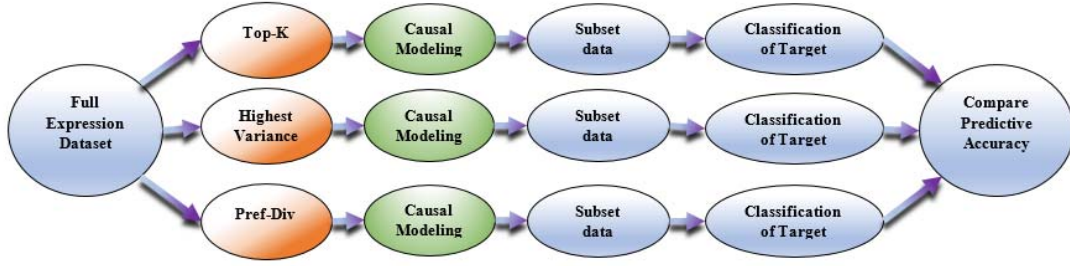 Full
Expression
Dataset
Top-K
Causal
Modeling
Subset
data
Classification
of Target
Highest
Variance
Causal
Modeling
Subset
data
Classification
of Target
Pref-Div
Causal
Modeling
Subset
data
Classification
of Target
Compare
Predictive
Accuracy